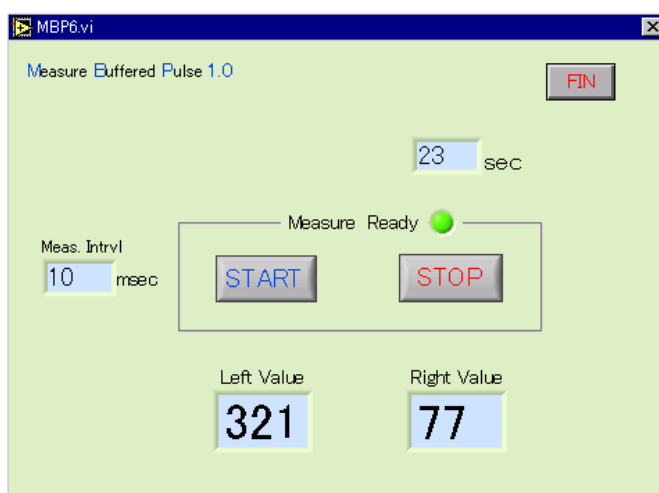 MBP6.vi
Measure Buffered Pulse 1.0
FIN
23 sec
Measure Ready
Meas. Intrvl
10 msec
START STOP
Left Value Right Value
321 77